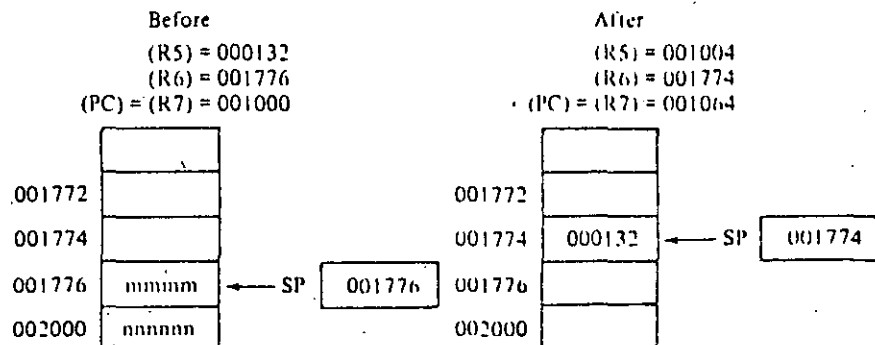 Before After
(R5) = 000132 (R5) = 001004
(R6) = 001776 (R6) = 001774
(PC) = (R7) = 001000 (PC) = (R7) = 001064
001772 001772
001774 001774 000132 SP 001774
001776 mmmmm SP 001776 001776
002000 nnnnnn 002000